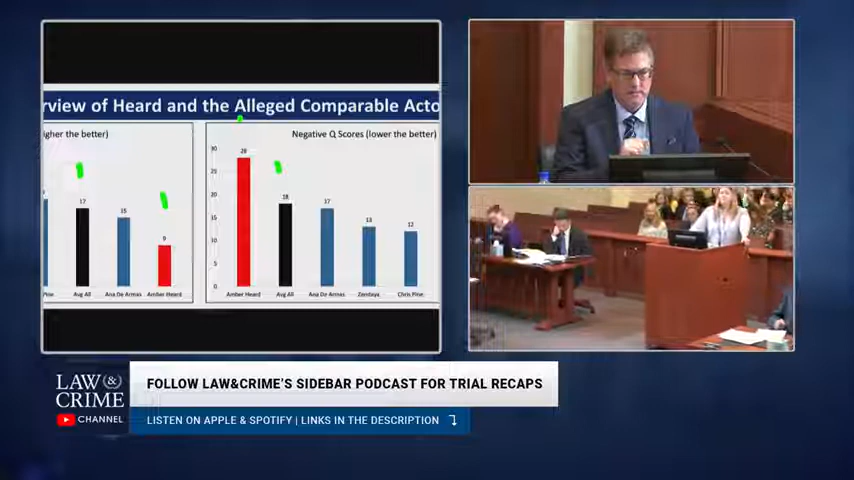 rview of Heard and the Alleged Comparable Acto
igher the better)
Negative Q Scores (lower the better)
17
15
9
Avg All
Ana De Armas
Amber Heard
30
25
20
15
10
5
0
28
18
17
13
12
Amber Heard
Avg All
Ana De Armas
Zendaya
Chris Pine
LAW&
CRIME
CHANNEL
FOLLOW LAW&CRIME'S SIDEBAR PODCAST FOR TRIAL RECAPS
LISTEN ON APPLE & SPOTIFY | LINKS IN THE DESCRIPTION